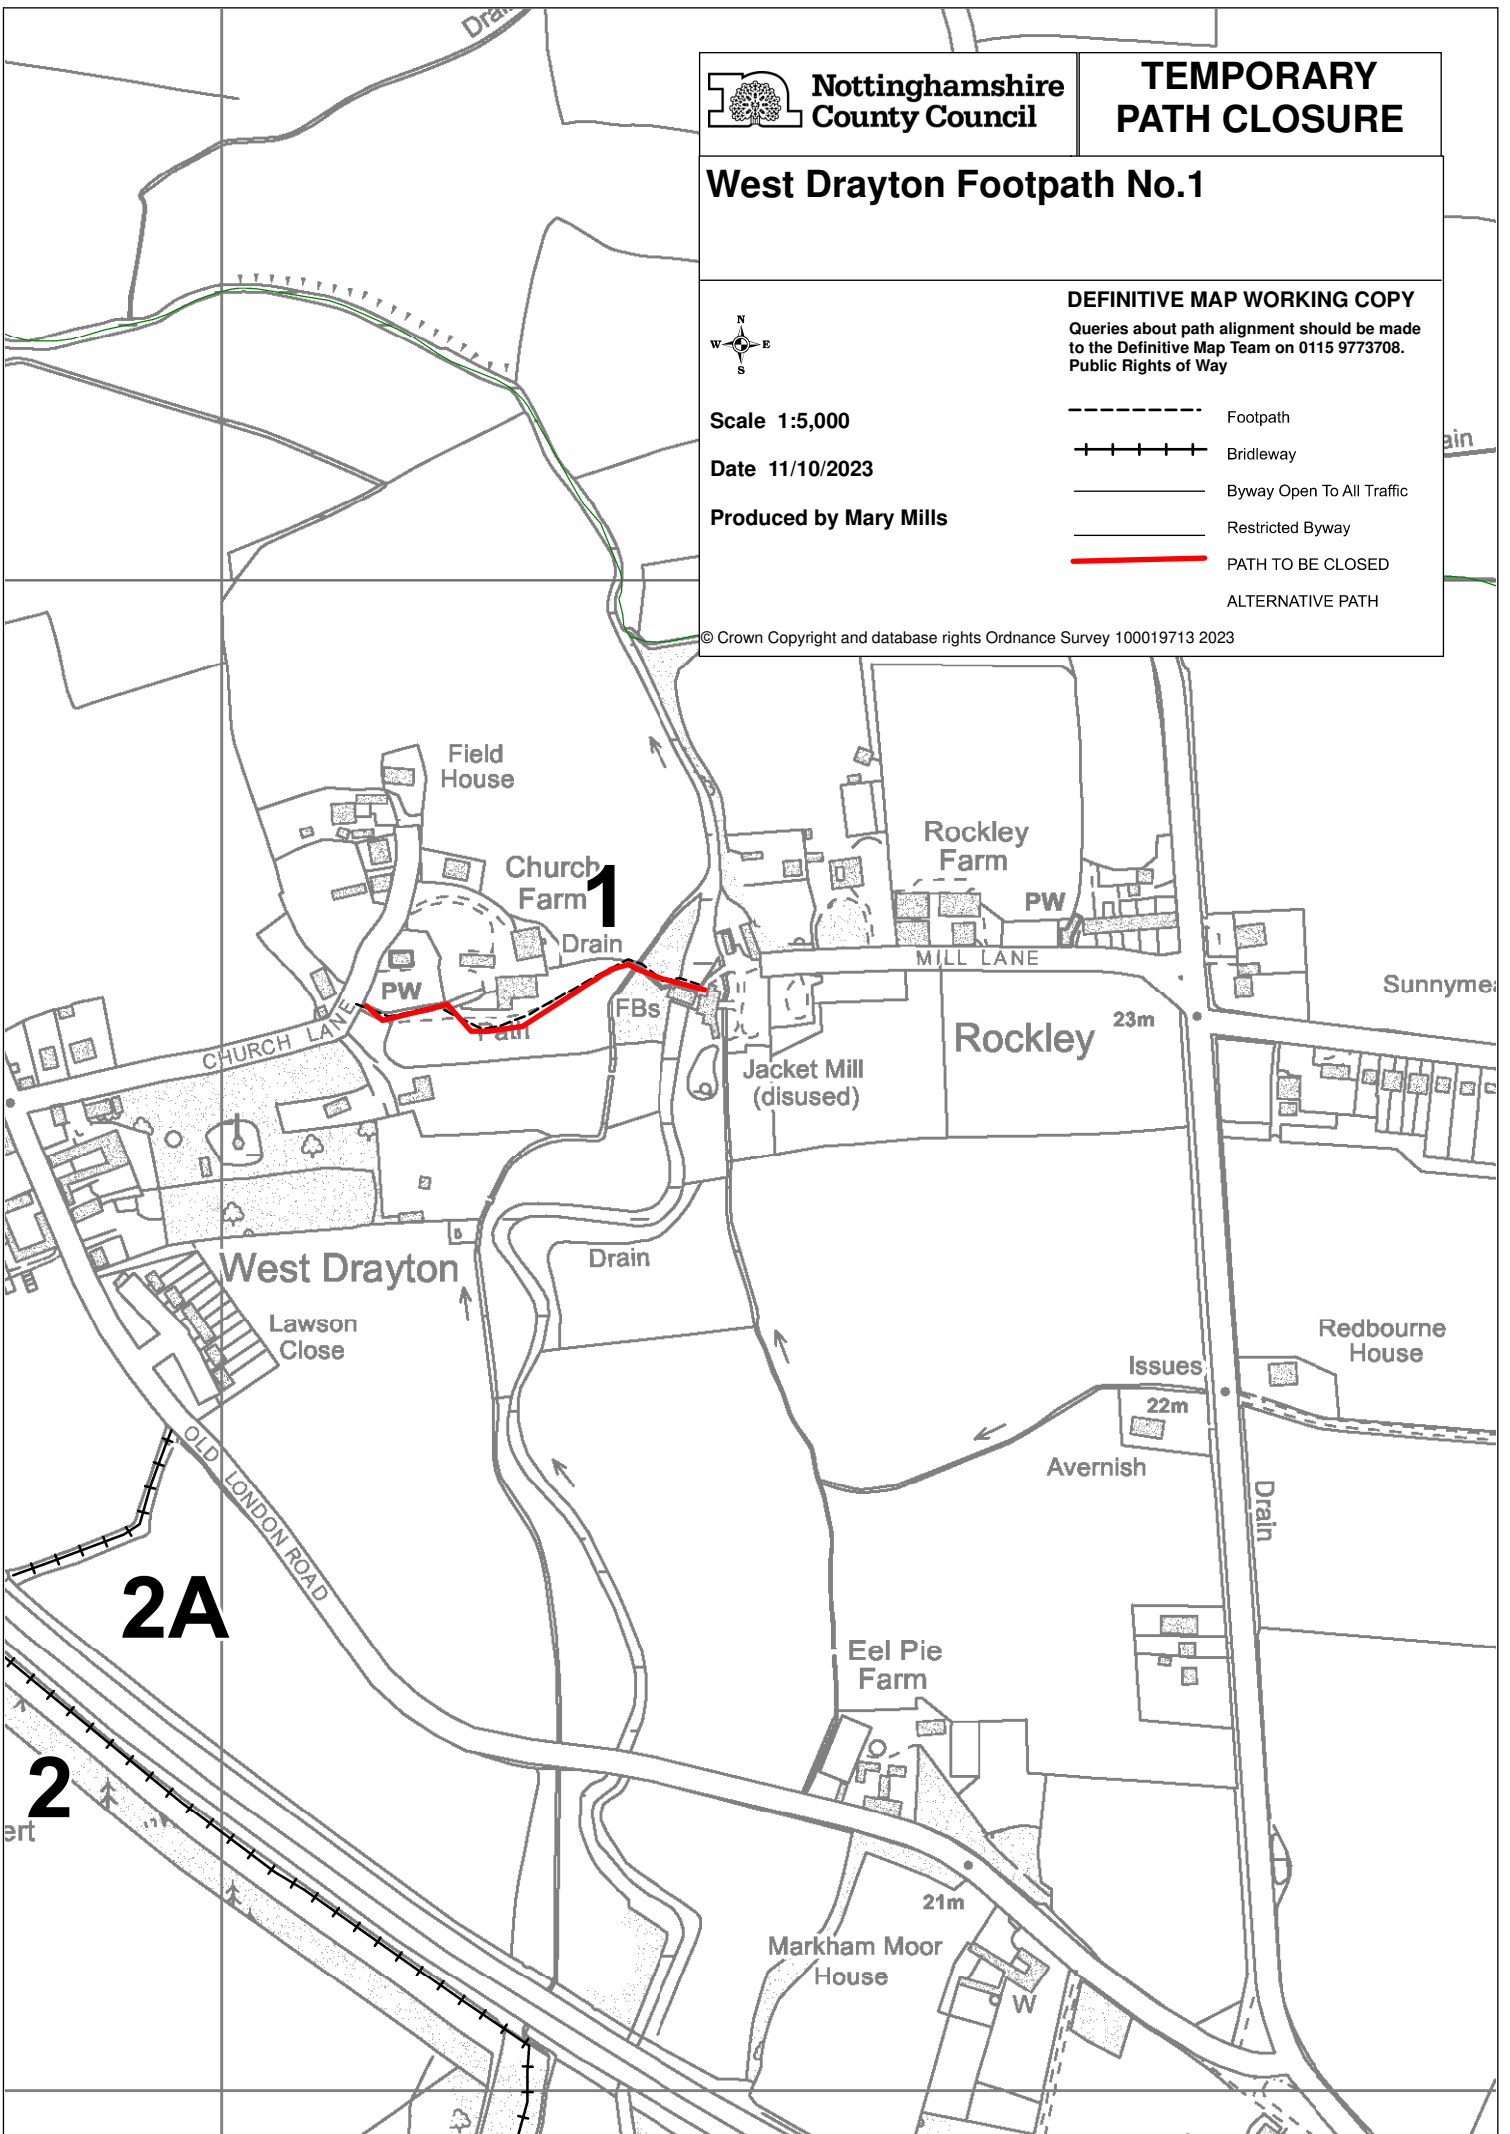 Nottinghamshire
County Council
TEMPORARY
PATH CLOSURE
West Drayton Footpath No.1
N
W E
S
DEFINITIVE MAP WORKING COPY
Queries about path alignment should be made
to the Definitive Map Team on 0115 9773708.
Public Rights of Way
Scale 1:5,000
Date 11/10/2023
Produced by Mary Mills
Footpath
Bridleway
Byway Open To All Traffic
Restricted Byway
PATH TO BE CLOSED
ALTERNATIVE PATH
© Crown Copyright and database rights Ordnance Survey 100019713 2023
Drain
ain
Field
House
Church
Farm
1
Drain
Rockley
Farm
PW
MILL LANE
PW
FBs
Path
CHURCH LANE
Rockley
23m
Sunnymea
Jacket Mill
(disused)
West Drayton
Drain
Lawson
Close
Redbourne
House
Issues
22m
Avernish
Drain
OLD LONDON ROAD
2A
Eel Pie
Farm
2
ert
21m
Markham Moor
House
W